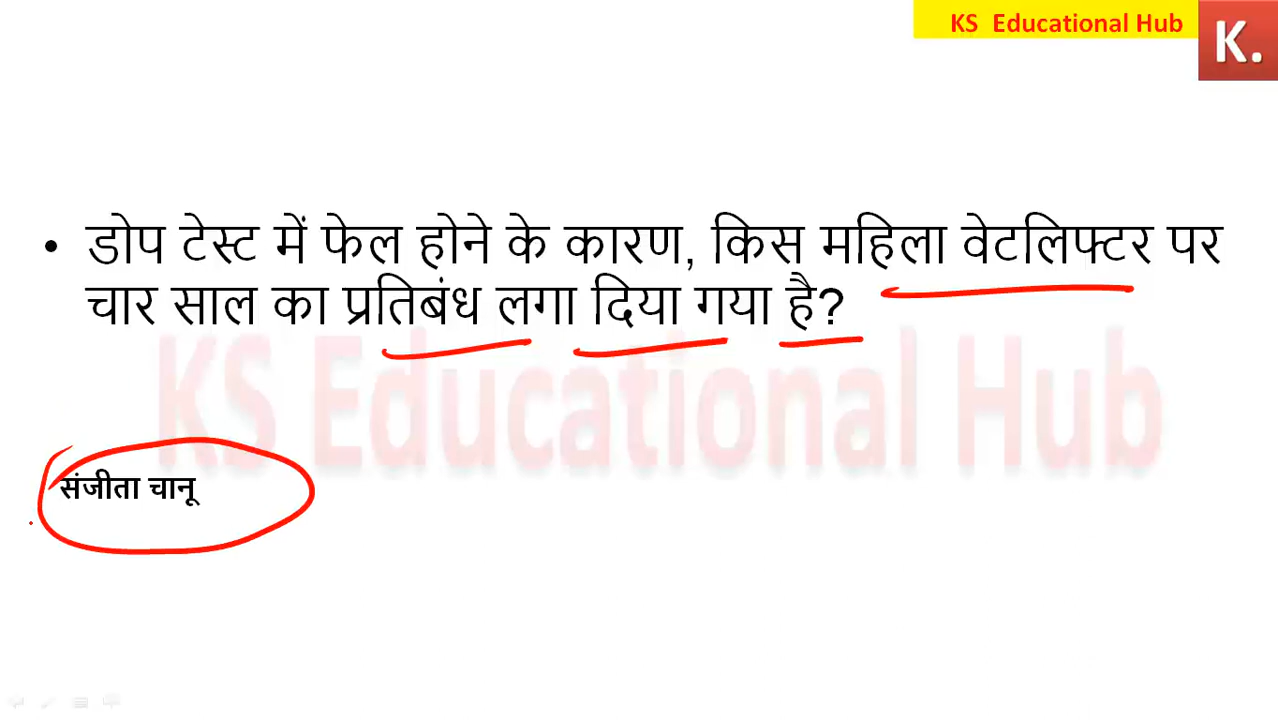 KS Educational Hub
K.
• डोप टेस्ट में फेल होने के कारण, किस महिला वेटलिफ्टर पर
चार साल का प्रतिबंध लगा दिया गया है?
KS Educational Hub
संजीता चानू